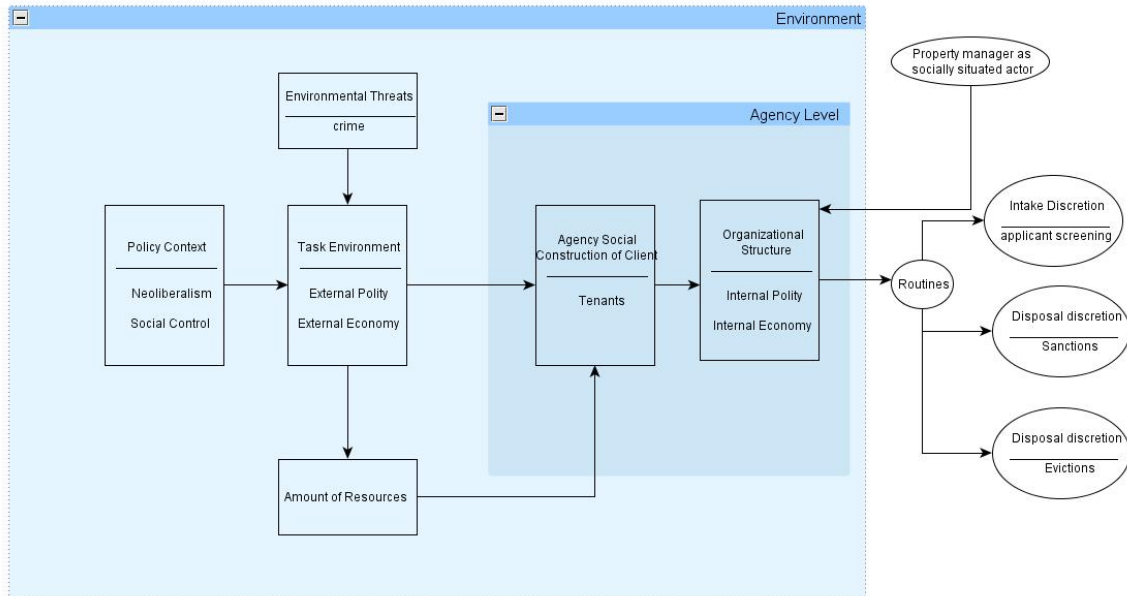 Environment
Property manager as
socially situated actor
Environmental Threats
crime
Agency Level
Policy Context
Neoliberalism
Social Control
Task Environment
External Polity
External Economy
Agency Social
Construction of Client
Tenants
Organizational
Structure
Internal Polity
Internal Economy
Routines
Intake Discretion
applicant screening
Disposal discretion
Sanctions
Disposal discretion
Evictions
Amount of Resources